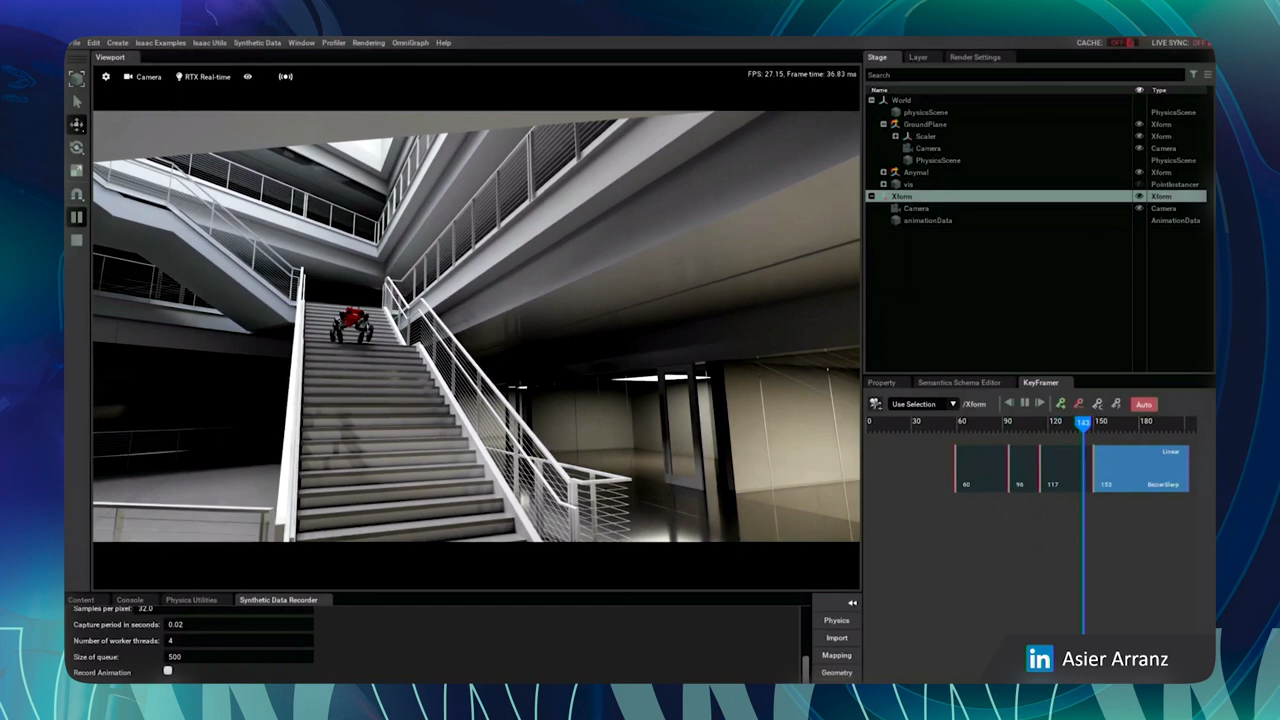 File Edit Create Isaac Examples Isaac Utils Synthetic Data Window Profiler Rendering OmniGraph Help
CACHE: OFF LIVE SYNC: OFF
Viewport
Camera RTX Real-time
FPS: 27.15, Frame time: 36.83 ms
Stage Layer Render Settings
Search
Name Type
World
physicsScene PhysicsScene
GroundPlane Xform
Scaler Xform
Camera Camera
PhysicsScene PhysicsScene
Anymal Xform
vis PointInstancer
Xform Xform
Camera Camera
animationData AnimationData
Property Semantics Schema Editor KeyFramer
Use Selection /Xform Auto
0 30 60 90 120 143 150 180
Linear
60 96 117 153 BezierSlerp
Content Console Physics Utilities Synthetic Data Recorder
Samples per pixel: 32.0
Capture period in seconds: 0.02
Number of worker threads: 4
Size of queue: 500
Record Animation
Physics
Import
Mapping
Geometry
in Asier Arranz